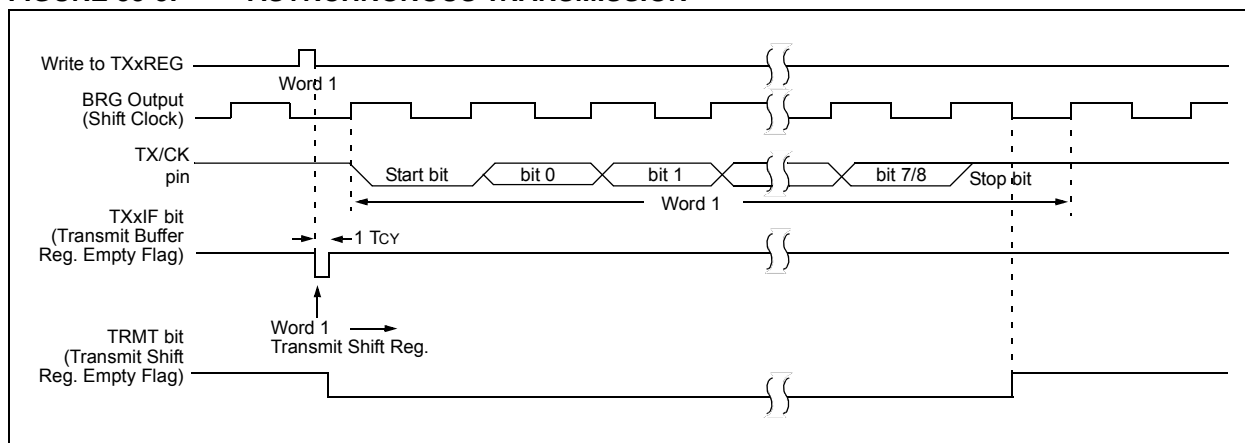 Write to TXxREG
Word 1
BRG Output
(Shift Clock)
TX/CK
pin
Start bit
bit 0
bit 1
bit 7/8
Stop bit
Word 1
TXxIF bit
(Transmit Buffer
Reg. Empty Flag)
1 TCY
Word 1
Transmit Shift Reg.
TRMT bit
(Transmit Shift
Reg. Empty Flag)